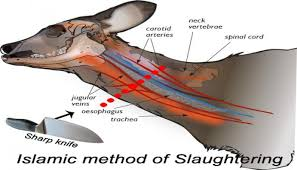 carotid
arteries
neck
vertebrae
spinal cord
jugular
veins
oesophagus
trachea
Sharp knife
Islamic method of Slaughtering